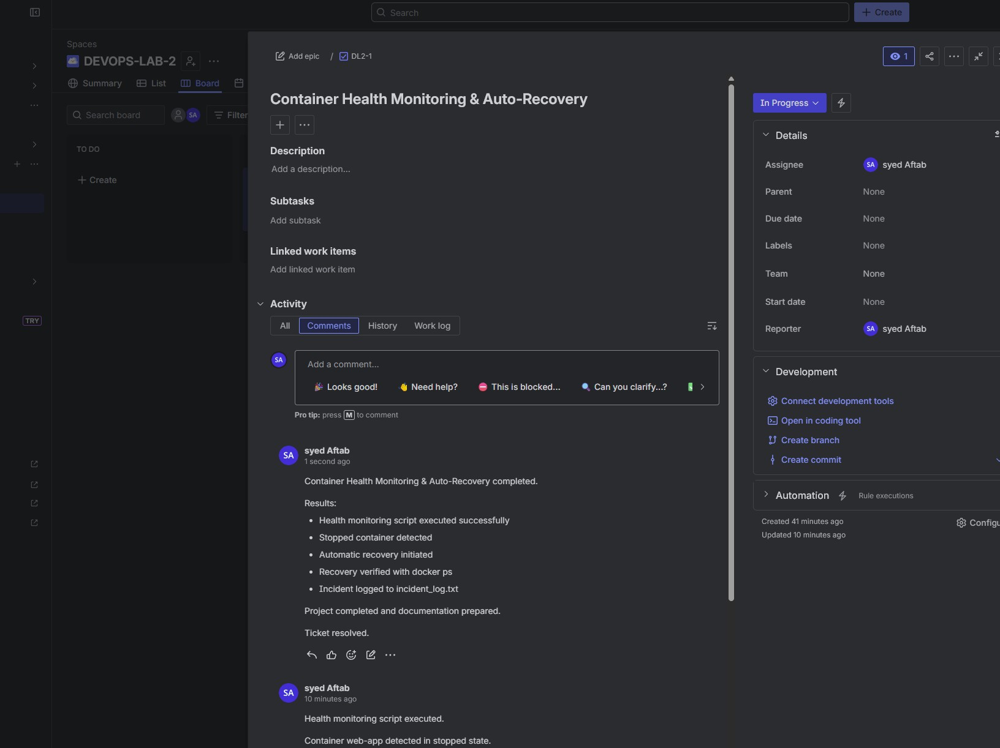 Search
Create
Spaces
DEVOPS-LAB-2
Summary
List
Board
Search board
SA
Filter
TO DO
Create
TRY
Add epic
/
DL2-1
1
Container Health Monitoring & Auto-Recovery
Description
Add a description...
Subtasks
Add subtask
Linked work items
Add linked work item
Activity
All
Comments
History
Work log
SA
Add a comment...
Looks good!
Need help?
This is blocked...
Can you clarify...?
Pro tip: press M to comment
SA
syed Aftab
1 second ago
Container Health Monitoring & Auto-Recovery completed.
Results:
• Health monitoring script executed successfully
• Stopped container detected
• Automatic recovery initiated
• Recovery verified with docker ps
• Incident logged to incident_log.txt
Project completed and documentation prepared.
Ticket resolved.
SA
syed Aftab
10 minutes ago
Health monitoring script executed.
Container web-app detected in stopped state.
In Progress
Details
Assignee
SA
syed Aftab
Parent
None
Due date
None
Labels
None
Team
None
Start date
None
Reporter
SA
syed Aftab
Development
Connect development tools
Open in coding tool
Create branch
Create commit
Automation
Rule executions
Created 41 minutes ago
Updated 10 minutes ago
Configu